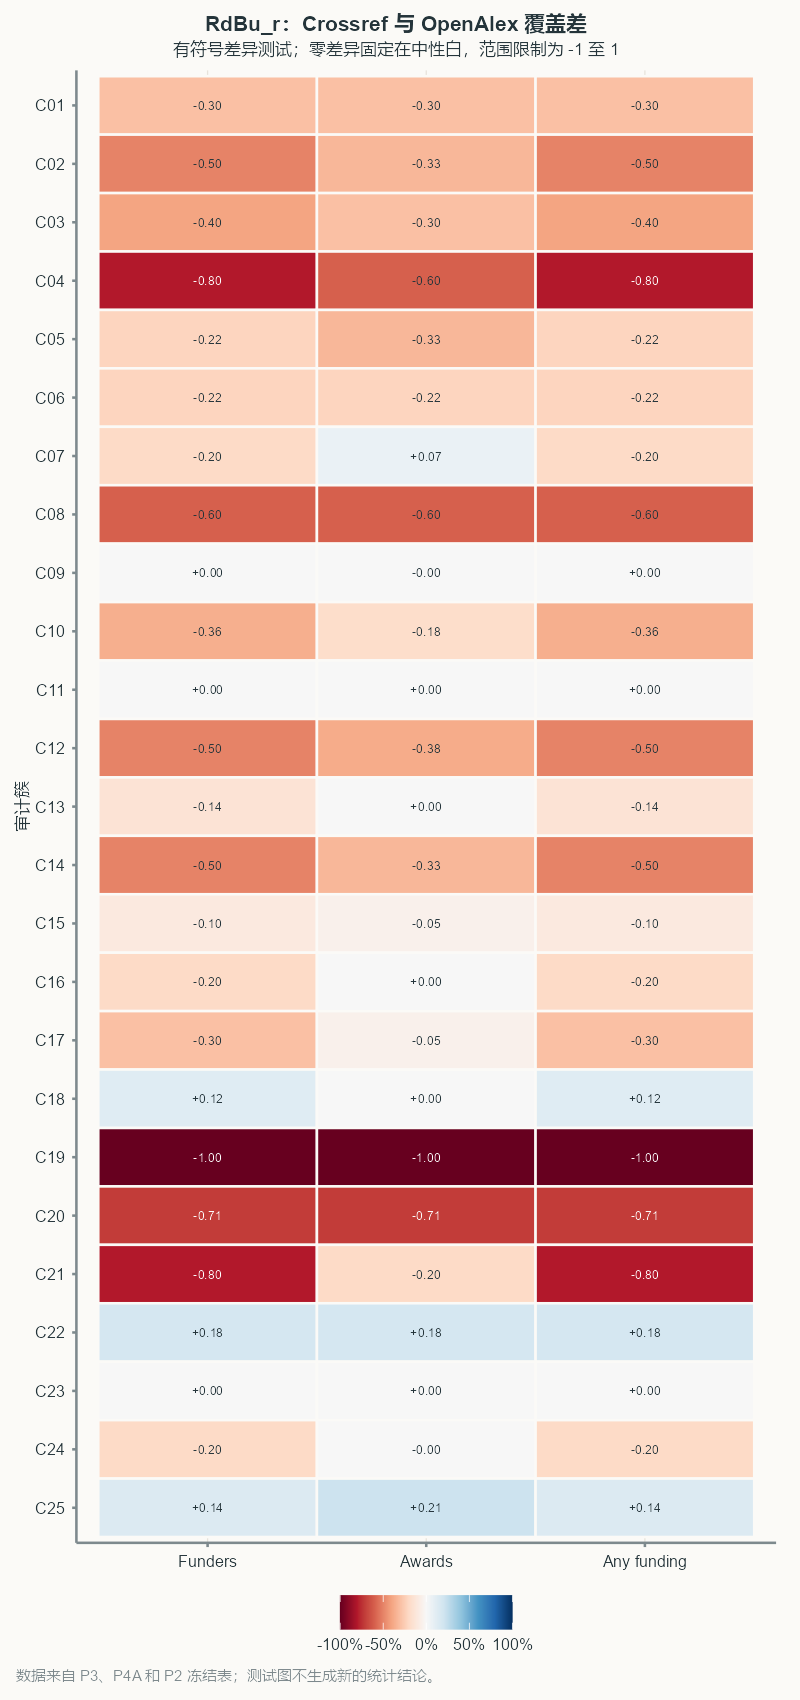 RdBu_r：Crossref 与 OpenAlex 覆盖差
有符号差异测试；零差异固定在中性白，范围限制为 -1 至 1
审计簇
C01 -0.30 -0.30 -0.30
C02 -0.50 -0.33 -0.50
C03 -0.40 -0.30 -0.40
C04 -0.80 -0.60 -0.80
C05 -0.22 -0.33 -0.22
C06 -0.22 -0.22 -0.22
C07 -0.20 +0.07 -0.20
C08 -0.60 -0.60 -0.60
C09 +0.00 -0.00 +0.00
C10 -0.36 -0.18 -0.36
C11 +0.00 +0.00 +0.00
C12 -0.50 -0.38 -0.50
C13 -0.14 +0.00 -0.14
C14 -0.50 -0.33 -0.50
C15 -0.10 -0.05 -0.10
C16 -0.20 +0.00 -0.20
C17 -0.30 -0.05 -0.30
C18 +0.12 +0.00 +0.12
C19 -1.00 -1.00 -1.00
C20 -0.71 -0.71 -0.71
C21 -0.80 -0.20 -0.80
C22 +0.18 +0.18 +0.18
C23 +0.00 +0.00 +0.00
C24 -0.20 -0.00 -0.20
C25 +0.14 +0.21 +0.14
Funders Awards Any funding
-100% -50% 0% 50% 100%
数据来自 P3、P4A 和 P2 冻结表；测试图不生成新的统计结论。